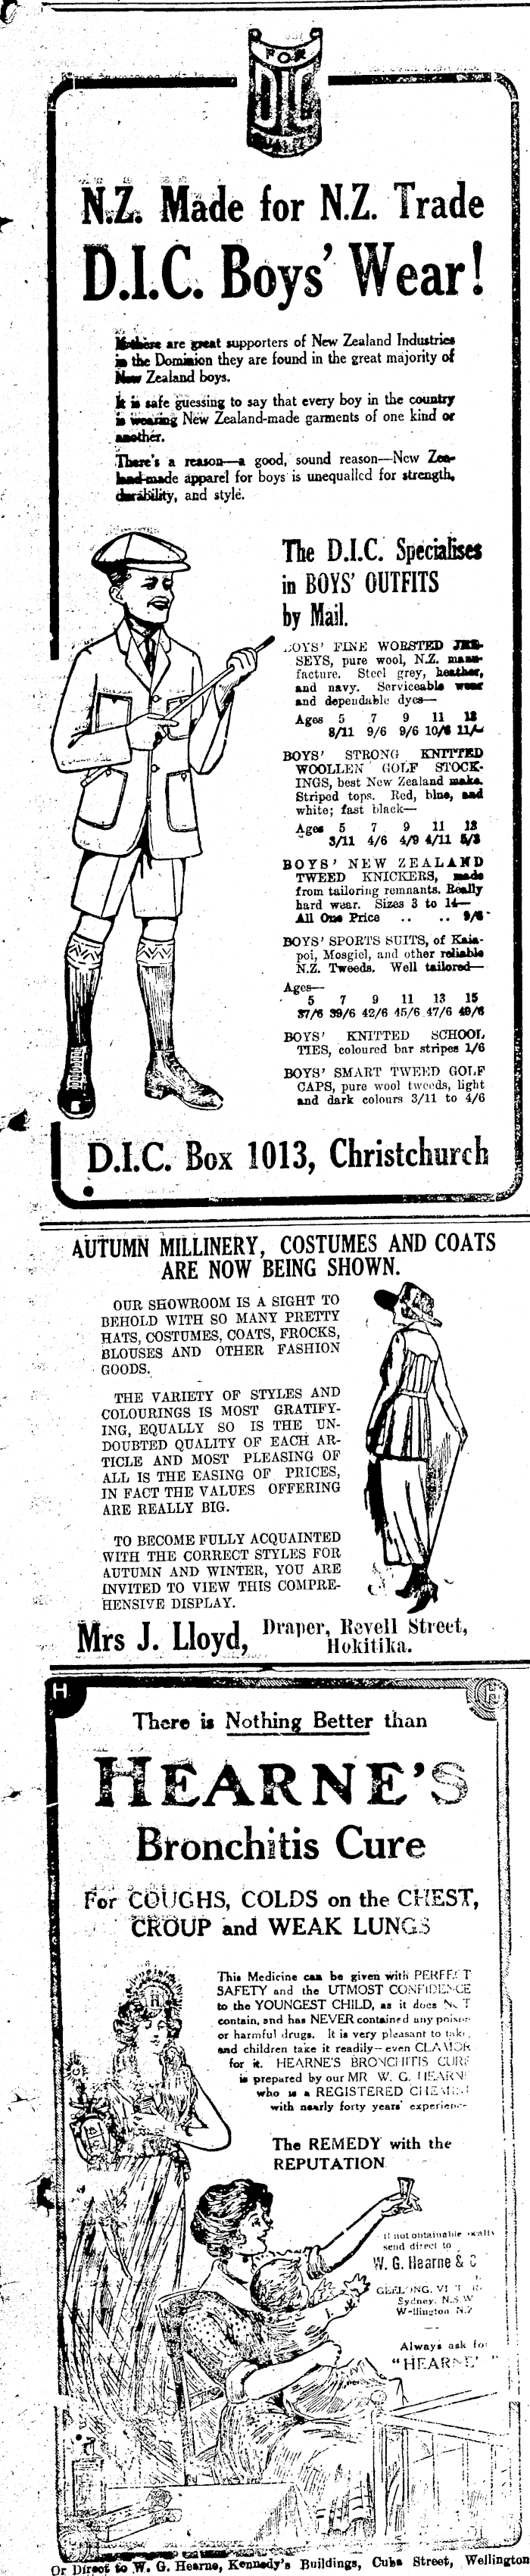 FOR
DIC
QUALITY
N.Z. Made for N.Z. Trade
D.I.C. Boys' Wear!
are great supporters of New Zealand Industries
in the Dominion they are found in the great majority of
New Zealand boys.
It is safe guessing to say that every boy in the country
is wearing New Zealand-made garments of one kind or
another.
There's a reason—a good, sound reason—New Zea-
land-made apparel for boys is unequalled for strength,
durability, and style.
The D.I.C. Specialises
in BOYS' OUTFITS
by Mail.
BOYS' FINE WORSTED JER-
SEYS, pure wool, N.Z. manu-
facture. Steel grey, heather,
and navy. Serviceable wear
and dependable dyes—
Ages 5 7 9 11 13
8/11 9/6 9/6 10/6 11/-
BOYS' STRONG KNITTED
WOOLLEN GOLF STOCK-
INGS, best New Zealand make.
Striped tops. Red, blue, and
white; fast black—
Ages 5 7 9 11 13
3/11 4/6 4/9 4/11 5/3
BOYS' NEW ZEALAND
TWEED KNICKERS, made
from tailoring remnants. Really
hard wear. Sizes 3 to 14—
All One Price .. .. 9/6
BOYS' SPORTS SUITS, of Kaia-
poi, Mosgiel, and other reliable
N.Z. Tweeds. Well tailored—
Ages—
5 7 9 11 13 15
37/6 39/6 42/6 45/6 47/6 49/6
BOYS' KNITTED SCHOOL
TIES, coloured bar stripes 1/6
BOYS' SMART TWEED GOLF
CAPS, pure wool tweeds, light
and dark colours 3/11 to 4/6
D.I.C. Box 1013, Christchurch
AUTUMN MILLINERY, COSTUMES AND COATS
ARE NOW BEING SHOWN.
OUR SHOWROOM IS A SIGHT TO
BEHOLD WITH SO MANY PRETTY
HATS, COSTUMES, COATS, FROCKS,
BLOUSES AND OTHER FASHION
GOODS.
THE VARIETY OF STYLES AND
COLOURINGS IS MOST GRATIFY-
ING, EQUALLY SO IS THE UN-
DOUBTED QUALITY OF EACH AR-
TICLE AND MOST PLEASING OF
ALL IS THE EASING OF PRICES,
IN FACT THE VALUES OFFERING
ARE REALLY BIG.
TO BECOME FULLY ACQUAINTED
WITH THE CORRECT STYLES FOR
AUTUMN AND WINTER, YOU ARE
INVITED TO VIEW THIS COMPRE-
HENSIVE DISPLAY.
Mrs J. Lloyd, Draper, Revell Street,
Hokitika.
H H
There is Nothing Better than
HEARNE'S
Bronchitis Cure
For COUGHS, COLDS on the CHEST,
CROUP and WEAK LUNGS
This Medicine can be given with PERFECT
SAFETY and the UTMOST CONFIDENCE
to the YOUNGEST CHILD, as it does NOT
contain, and has NEVER contained any poison
or harmful drugs. It is very pleasant to take,
and children take it readily—even CLAMOR
for it. HEARNE'S BRONCHITIS CURE
is prepared by our MR W. G. HEARNE
who is a REGISTERED CHEMIST
with nearly forty years' experience
The REMEDY with the
REPUTATION
H
If not obtainable locally
send direct to
W. G. Hearne & C
GEELONG,
Sydney, N.S.W.
Wellington N.Z.
Always ask for
"HEARNE'S"
Or Direct to W. G. Hearne, Kennedy's Buildings, Cuba Street, Wellington